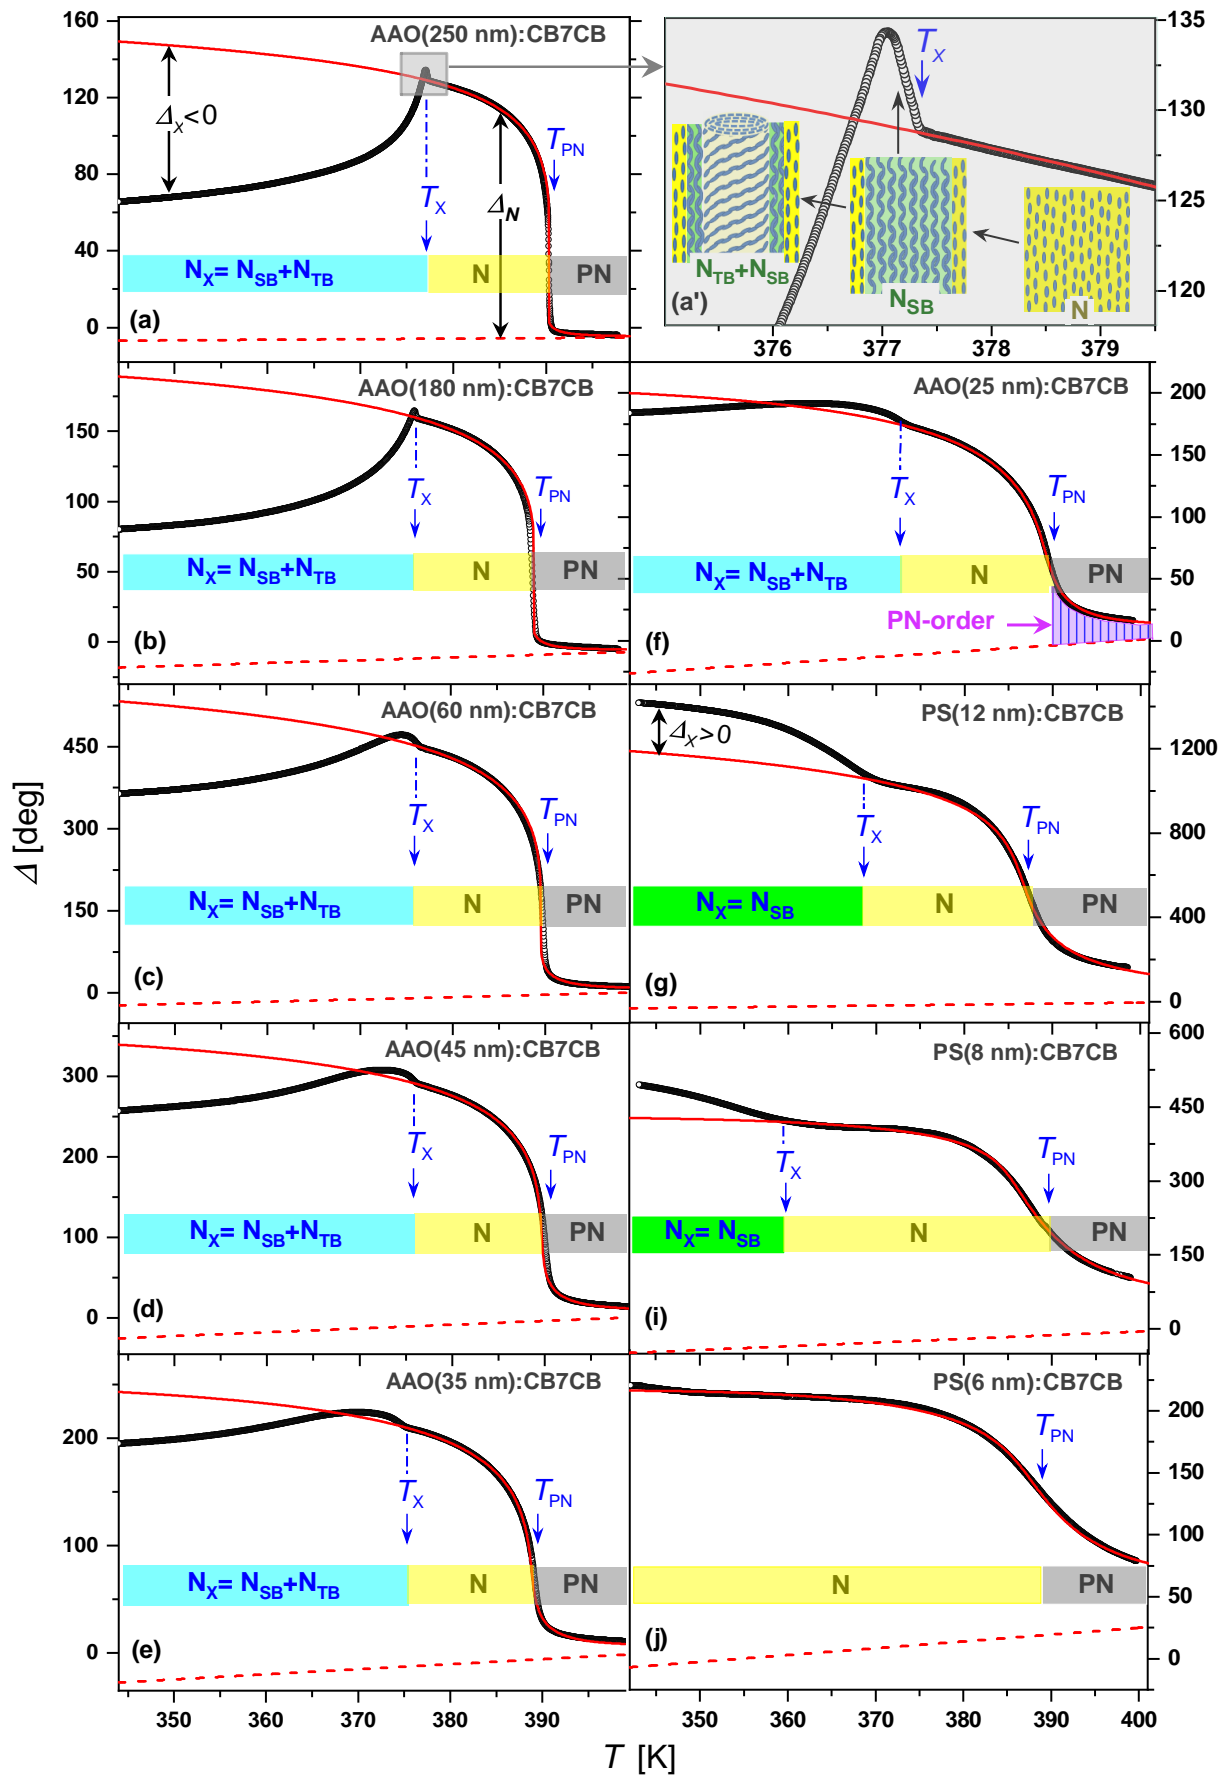 AAO(250 nm):CB7CB
160
120
80
40
0
Δ_X<0
Δ_N
T_X
T_PN
N_X= N_SB+N_TB
N
PN
(a)
T_X
135
130
125
120
N_TB+N_SB
N_SB
N
(a')
376
377
378
379
AAO(180 nm):CB7CB
150
100
50
0
T_X
T_PN
N_X= N_SB+N_TB
N
PN
(b)
AAO(60 nm):CB7CB
450
300
150
0
T_X
T_PN
N_X= N_SB+N_TB
N
PN
(c)
AAO(45 nm):CB7CB
300
200
100
0
T_X
T_PN
N_X= N_SB+N_TB
N
PN
(d)
AAO(35 nm):CB7CB
200
100
0
T_X
T_PN
N_X= N_SB+N_TB
N
PN
(e)
350
360
370
380
390
AAO(25 nm):CB7CB
200
150
100
50
0
T_X
T_PN
N_X= N_SB+N_TB
N
PN
PN-order
(f)
PS(12 nm):CB7CB
1200
800
400
0
Δ_X>0
T_X
T_PN
N_X= N_SB
N
PN
(g)
PS(8 nm):CB7CB
600
450
300
150
0
T_X
T_PN
N_X= N_SB
N
PN
(i)
PS(6 nm):CB7CB
200
150
100
50
0
T_PN
N
PN
(j)
350
360
370
380
390
400
Δ [deg]
T [K]